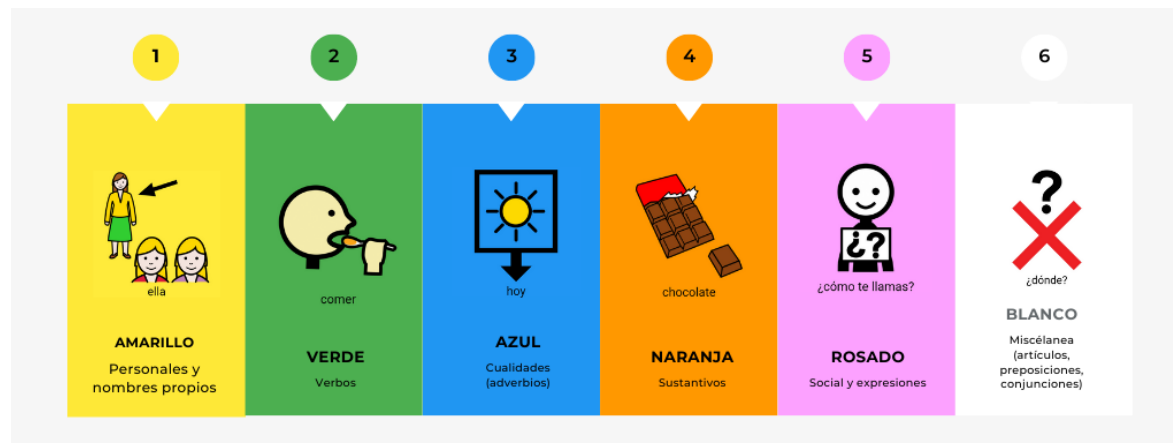 1
2
3
4
5
6
ella
comer
hoy
chocolate
¿cómo te llamas?
¿?
?
¿dónde?
AMARILLO
Personales y
nombres propios
VERDE
Verbos
AZUL
Cualidades
(adverbios)
NARANJA
Sustantivos
ROSADO
Social y expresiones
BLANCO
Miscélanea
(artículos,
preposiciones,
conjunciones)